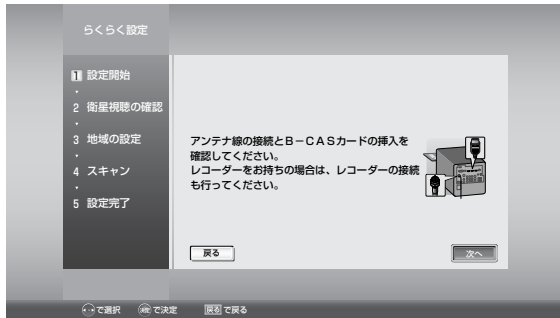 らくらく設定
1 設定開始
2 衛星視聴の確認
3 地域の設定
4 スキャン
5 設定完了
アンテナ線の接続とB-CASカードの挿入を
確認してください。
レコーダーをお持ちの場合は、レコーダーの接続
も行ってください。
戻る 次へ
で選択 決定 で決定 戻る で戻る